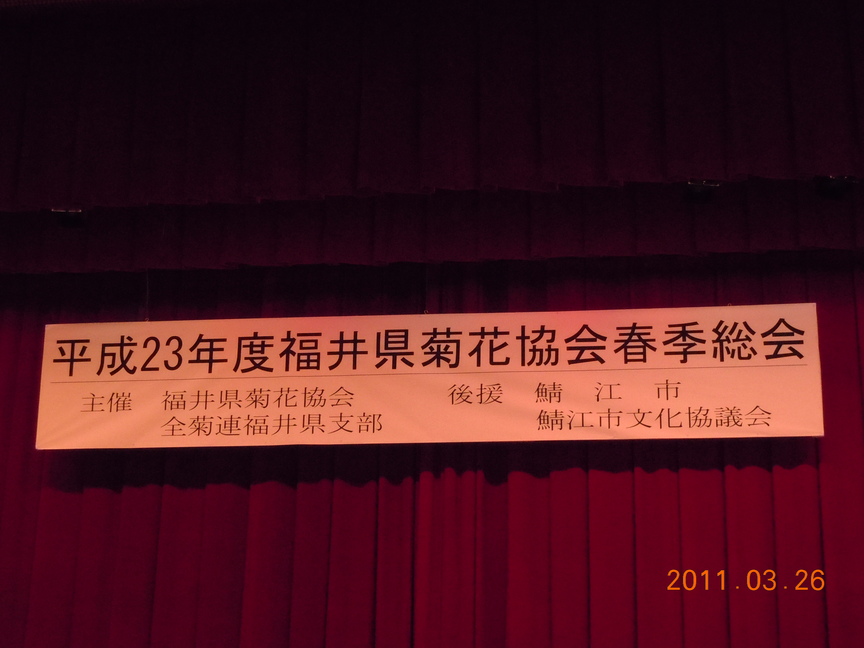 平成23年度福井県菊花協会春季総会
主催 福井県菊花協会 後援 鯖江市
全菊連福井県支部 鯖江市文化協議会
2011.03.26